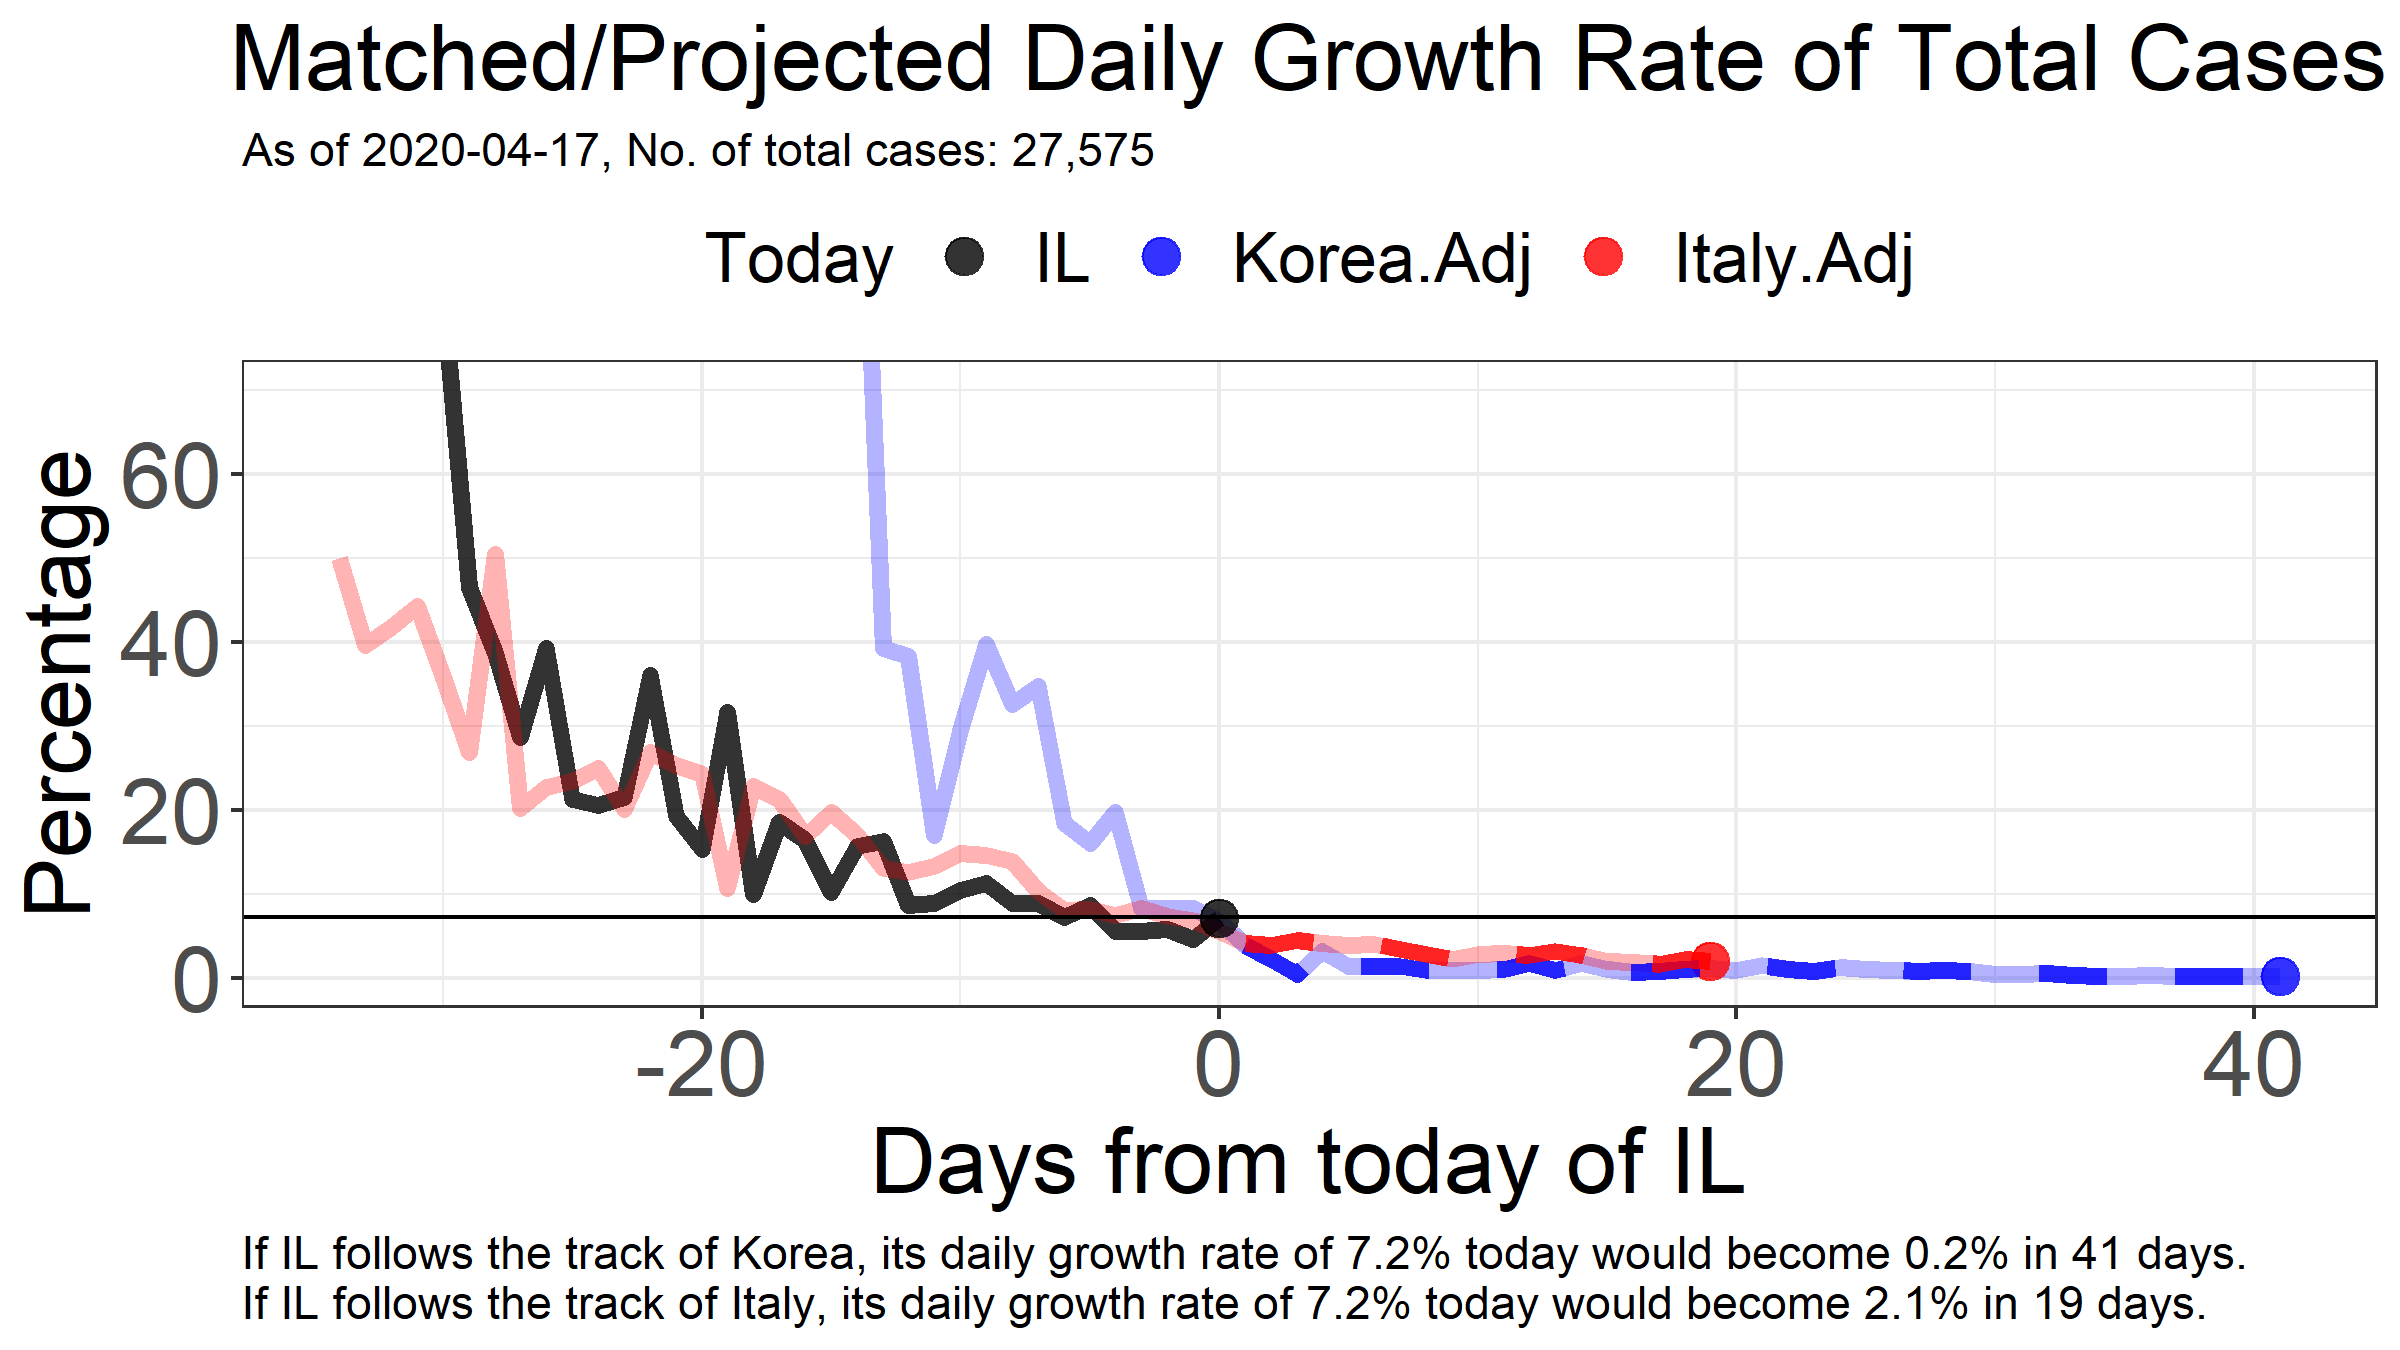 Matched/Projected Daily Growth Rate of Total Cases
As of 2020-04-17, No. of total cases: 27,575
Today IL Korea.Adj Italy.Adj
Percentage
60
40
20
0
-20 0 20 40
Days from today of IL
If IL follows the track of Korea, its daily growth rate of 7.2% today would become 0.2% in 41 days.
If IL follows the track of Italy, its daily growth rate of 7.2% today would become 2.1% in 19 days.